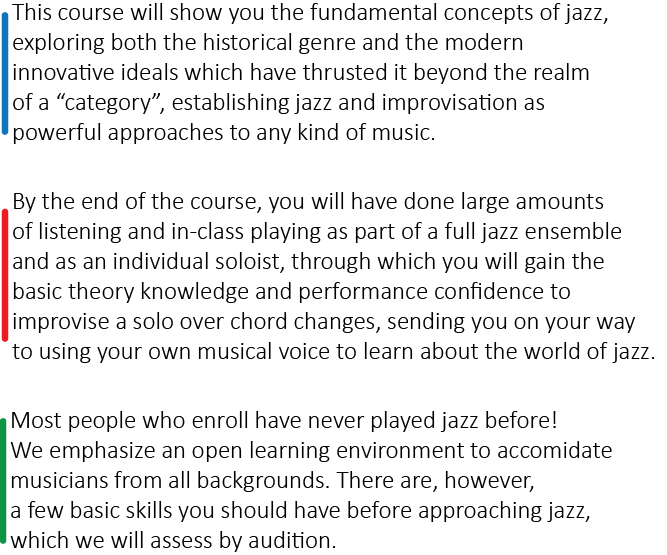 This course will show you the fundamental concepts of jazz,
exploring both the historical genre and the modern
innovative ideals which have thrusted it beyond the realm
of a “category”, establishing jazz and improvisation as
powerful approaches to any kind of music.
By the end of the course, you will have done large amounts
of listening and in-class playing as part of a full jazz ensemble
and as an individual soloist, through which you will gain the
basic theory knowledge and performance confidence to
improvise a solo over chord changes, sending you on your way
to using your own musical voice to learn about the world of jazz.
Most people who enroll have never played jazz before!
We emphasize an open learning environment to accomidate
musicians from all backgrounds. There are, however,
a few basic skills you should have before approaching jazz,
which we will assess by audition.